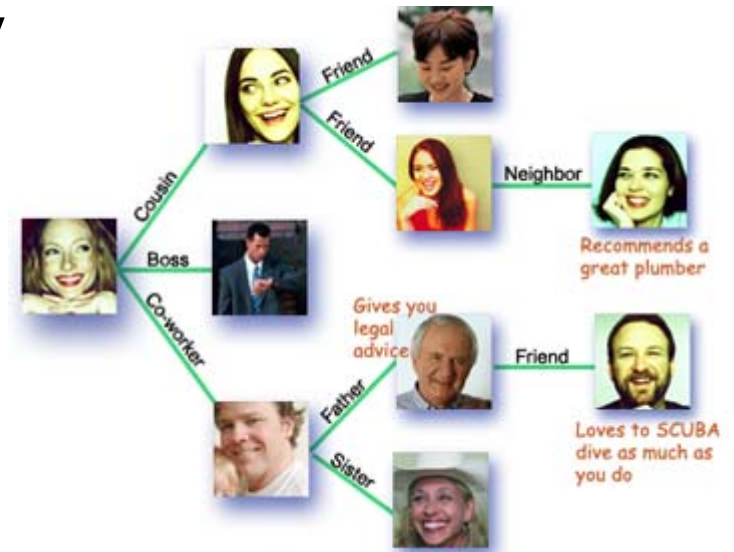 Friend
Friend
Cousin
Neighbor
Recommends a
great plumber
Boss
Co-worker
Gives you
legal
advice
Father
Friend
Sister
Loves to SCUBA
dive as much as
you do